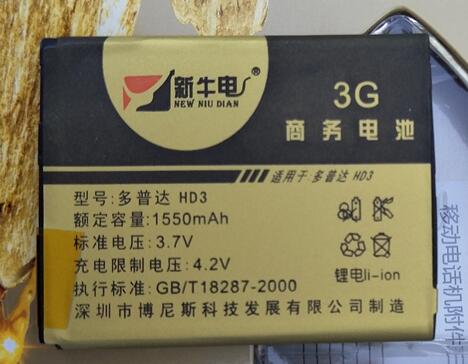 新牛电®
NEW NIU DIAN
3G
商务电池
适用于 多普达 HD3
型号:多普达 HD3
额定容量:1550mAh
标准电压:3.7V
充电限制电压:4.2V
执行标准:GB/T18287-2000
深圳市博尼斯科技发展有限公司制造
锂电li-ion
移动电话机附件